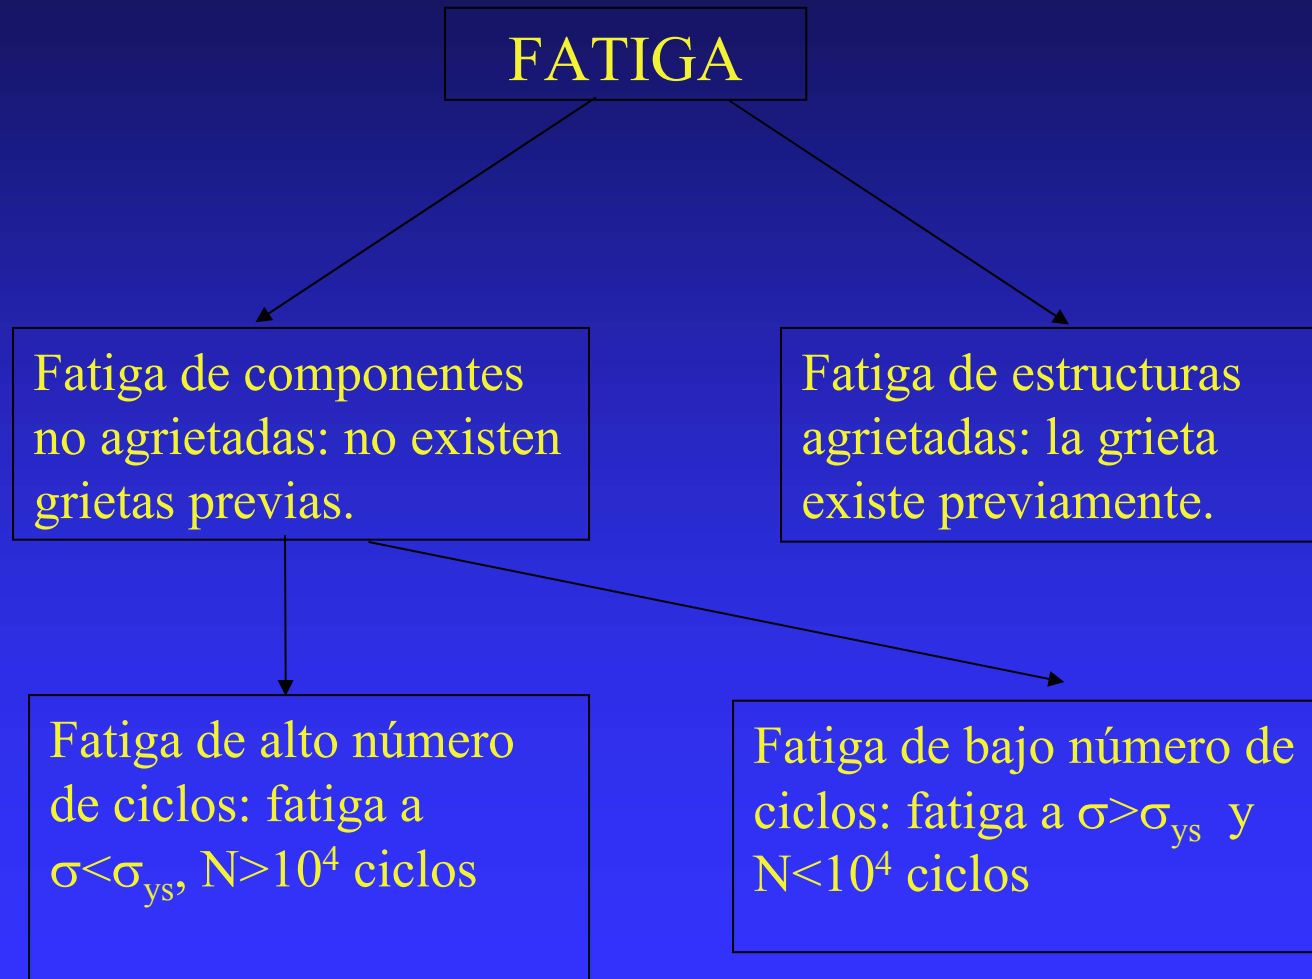 FATIGA
Fatiga de componentes
no agrietadas: no existen
grietas previas.
Fatiga de estructuras
agrietadas: la grieta
existe previamente.
Fatiga de alto número
de ciclos: fatiga a
σ<σys, N>10⁴ ciclos
Fatiga de bajo número de
ciclos: fatiga a σ>σys y
N<10⁴ ciclos